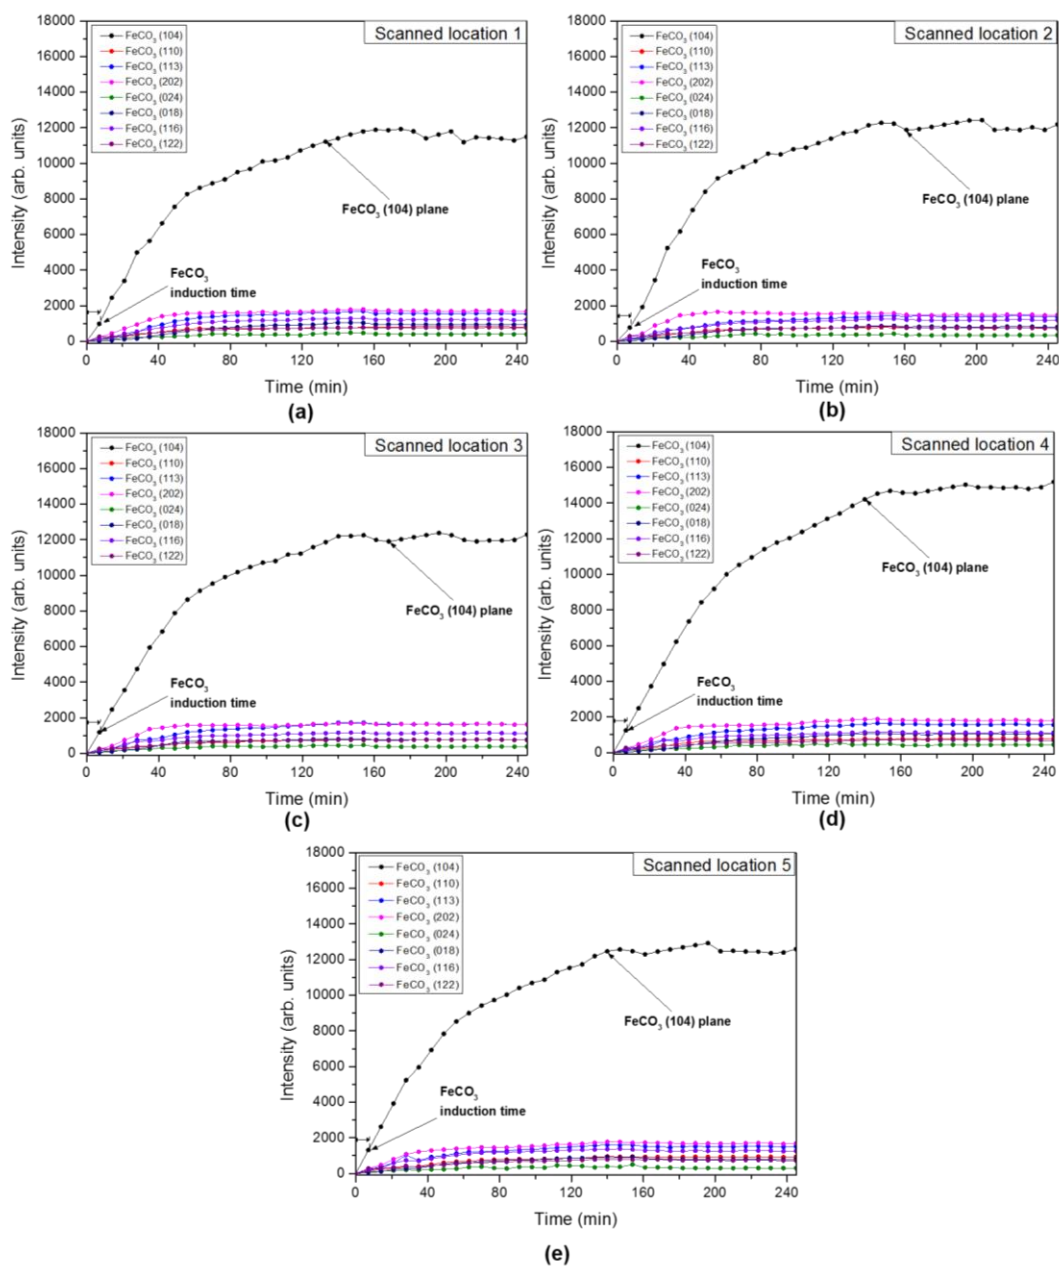 18000
16000
14000
12000
10000
8000
6000
4000
2000
0
Intensity (arb. units)
FeCO3 (104)
FeCO3 (110)
FeCO3 (113)
FeCO3 (202)
FeCO3 (024)
FeCO3 (018)
FeCO3 (116)
FeCO3 (122)
Scanned location 1
FeCO3 (104) plane
FeCO3
induction time
0 40 80 120 160 200 240
Time (min)
(a)
18000
16000
14000
12000
10000
8000
6000
4000
2000
0
Intensity (arb. units)
FeCO3 (104)
FeCO3 (110)
FeCO3 (113)
FeCO3 (202)
FeCO3 (024)
FeCO3 (018)
FeCO3 (116)
FeCO3 (122)
Scanned location 2
FeCO3 (104) plane
FeCO3
induction time
0 40 80 120 160 200 240
Time (min)
(b)
18000
16000
14000
12000
10000
8000
6000
4000
2000
0
Intensity (arb. units)
FeCO3 (104)
FeCO3 (110)
FeCO3 (113)
FeCO3 (202)
FeCO3 (024)
FeCO3 (018)
FeCO3 (116)
FeCO3 (122)
Scanned location 3
FeCO3 (104) plane
FeCO3
induction time
0 40 80 120 160 200 240
Time (min)
(c)
18000
16000
14000
12000
10000
8000
6000
4000
2000
0
Intensity (arb. units)
FeCO3 (104)
FeCO3 (110)
FeCO3 (113)
FeCO3 (202)
FeCO3 (024)
FeCO3 (018)
FeCO3 (116)
FeCO3 (122)
Scanned location 4
FeCO3 (104) plane
FeCO3
induction time
0 40 80 120 160 200 240
Time (min)
(d)
18000
16000
14000
12000
10000
8000
6000
4000
2000
0
Intensity (arb. units)
FeCO3 (104)
FeCO3 (110)
FeCO3 (113)
FeCO3 (202)
FeCO3 (024)
FeCO3 (018)
FeCO3 (116)
FeCO3 (122)
Scanned location 5
FeCO3 (104) plane
FeCO3
induction time
0 40 80 120 160 200 240
Time (min)
(e)